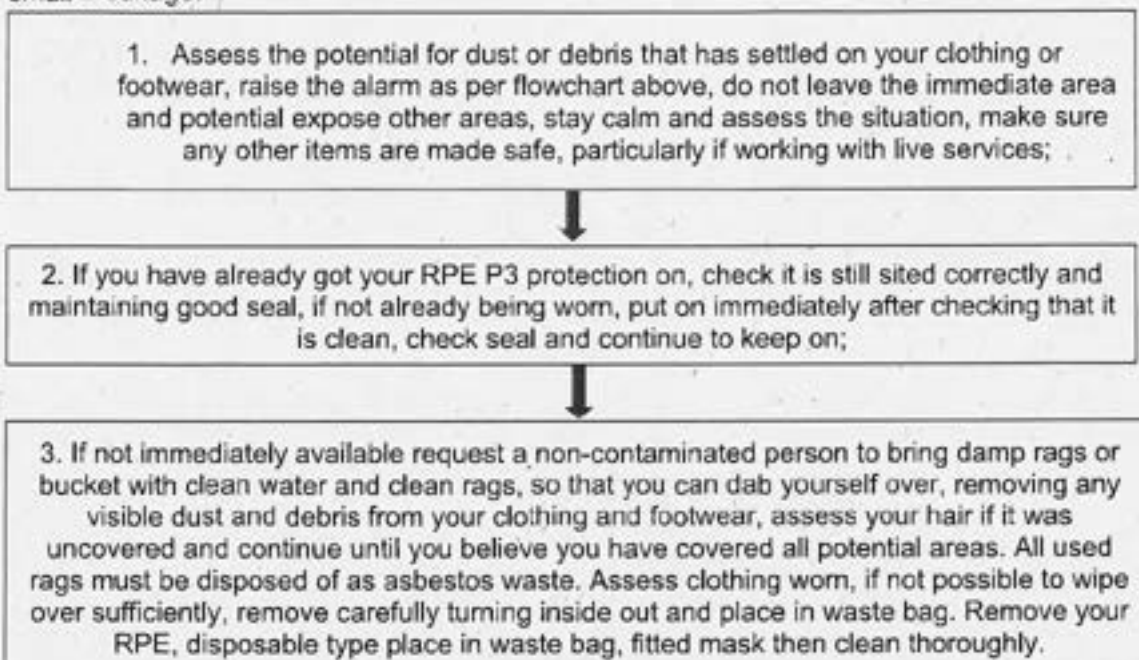 1. Assess the potential for dust or debris that has settled on your clothing or
footwear, raise the alarm as per flowchart above, do not leave the immediate area
and potential expose other areas, stay calm and assess the situation, make sure
any other items are made safe, particularly if working with live services;
2. If you have already got your RPE P3 protection on, check it is still sited correctly and
maintaining good seal, if not already being worn, put on immediately after checking that it
is clean, check seal and continue to keep on;
3. If not immediately available request a non-contaminated person to bring damp rags or
bucket with clean water and clean rags, so that you can dab yourself over, removing any
visible dust and debris from your clothing and footwear, assess your hair if it was
uncovered and continue until you believe you have covered all potential areas. All used
rags must be disposed of as asbestos waste. Assess clothing worn, if not possible to wipe
over sufficiently, remove carefully turning inside out and place in waste bag. Remove your
RPE, disposable type place in waste bag, fitted mask then clean thoroughly.